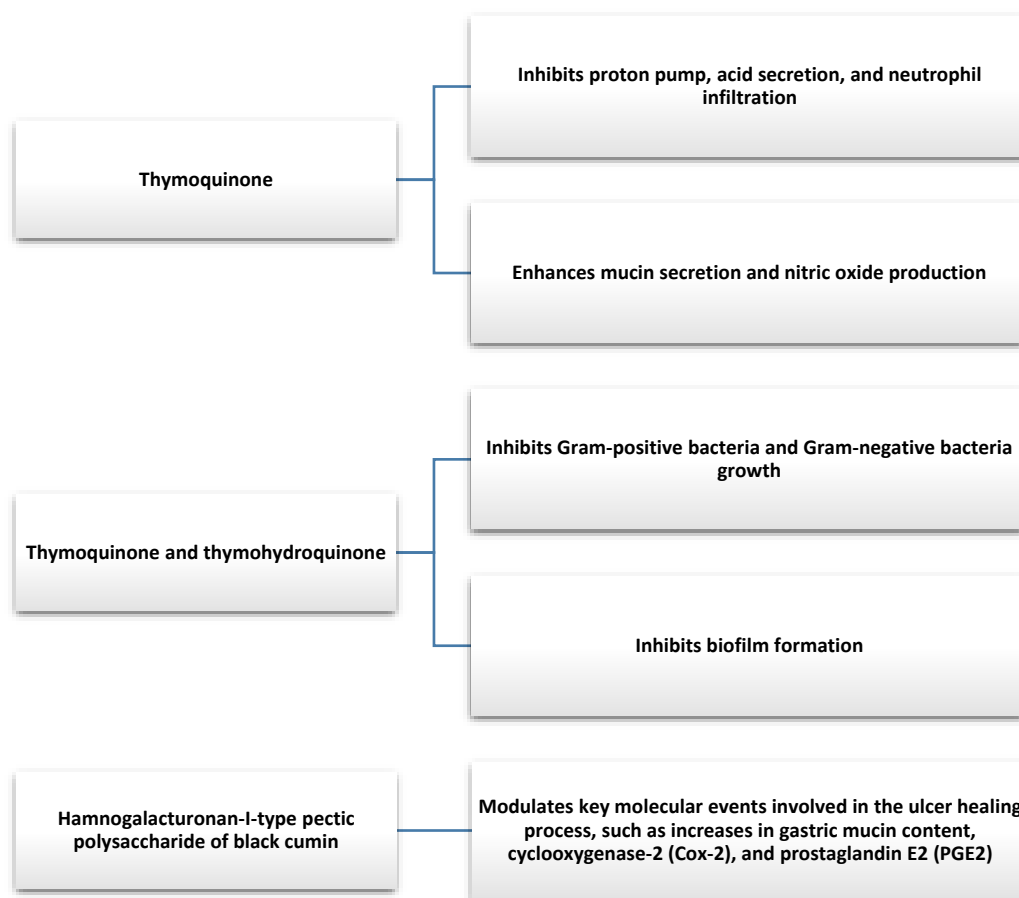 Inhibits proton pump, acid secretion, and neutrophil
infiltration
Thymoquinone
Enhances mucin secretion and nitric oxide production
Inhibits Gram-positive bacteria and Gram-negative bacteria
growth
Thymoquinone and thymohydroquinone
Inhibits biofilm formation
Hamnogalacturonan-I-type pectic
polysaccharide of black cumin
Modulates key molecular events involved in the ulcer healing
process, such as increases in gastric mucin content,
cyclooxygenase-2 (Cox-2), and prostaglandin E2 (PGE2)